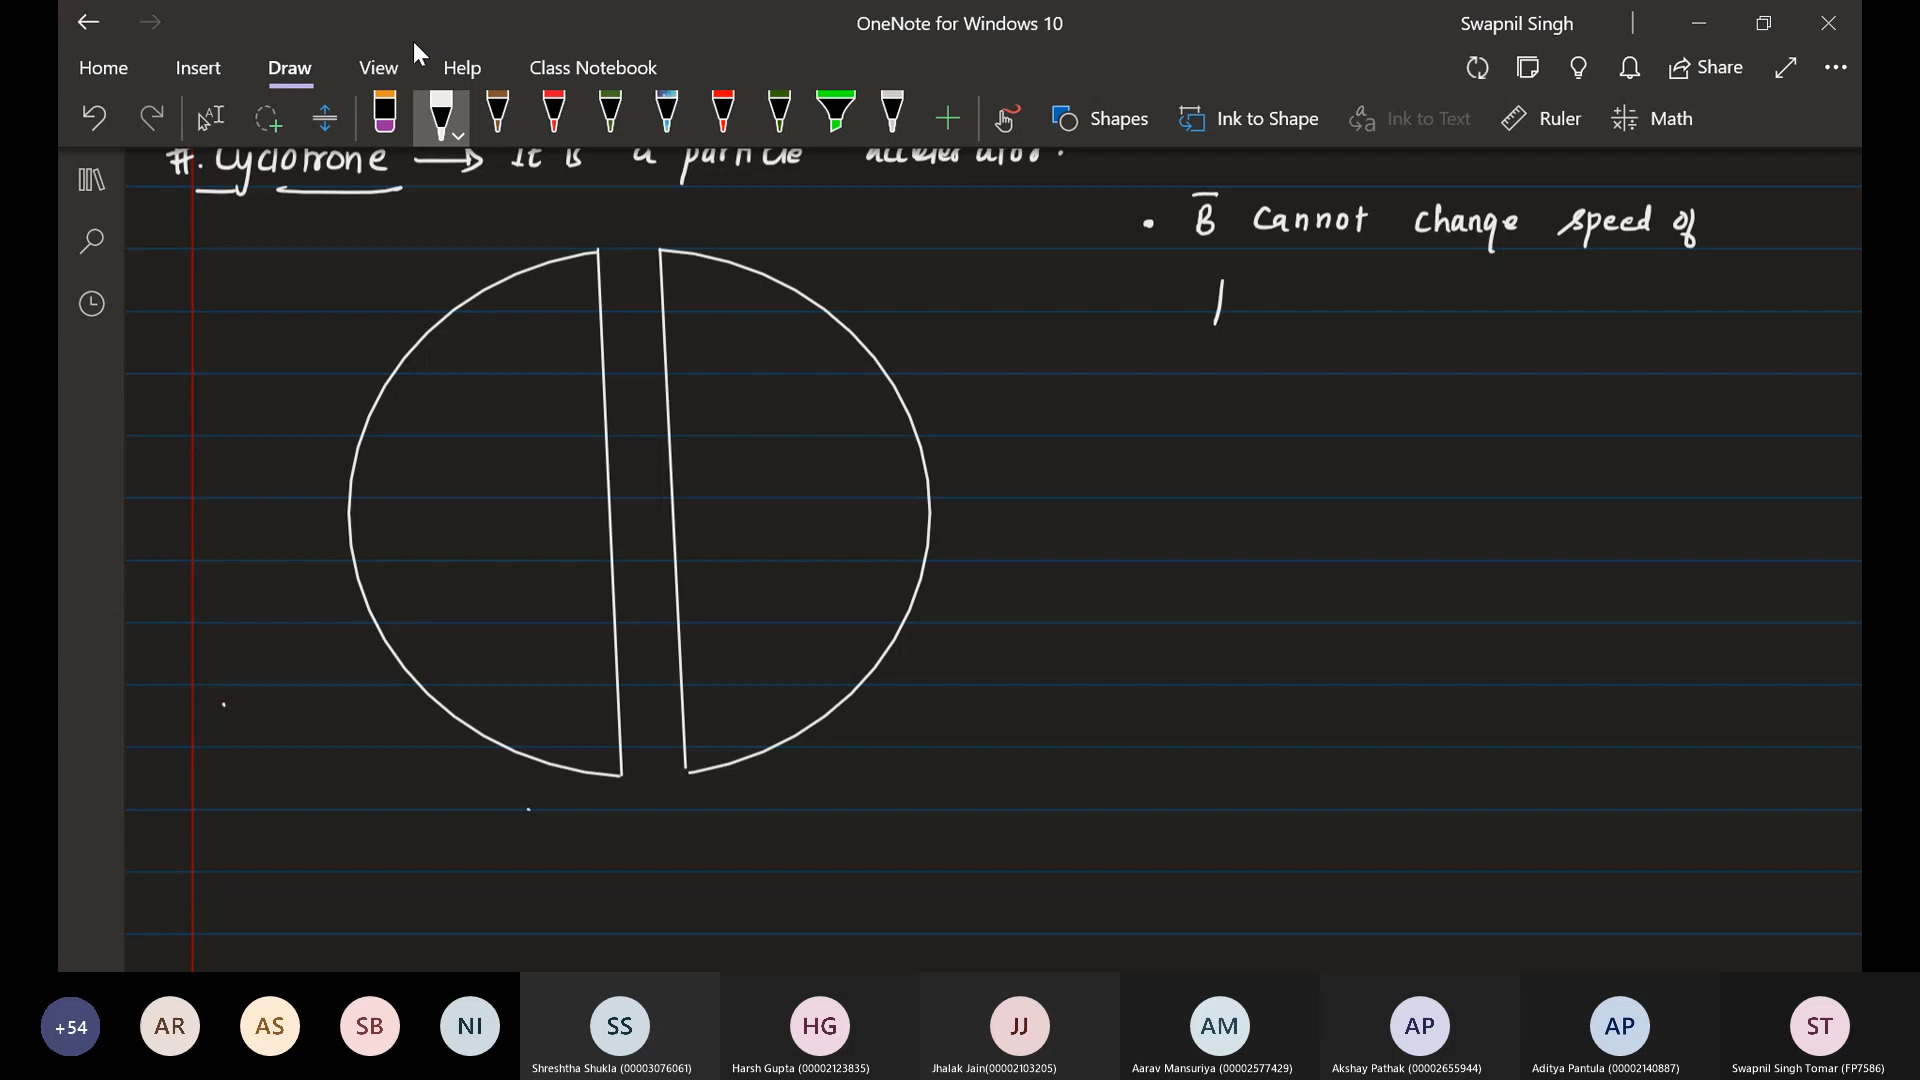 OneNote for Windows 10
Swapnil Singh
Home Insert Draw View Help Class Notebook
Share
Shapes Ink to Shape Ink to Text Ruler Math
#. Cyclotrone → It is a particle accelerator.
• B̅ Cannot change speed of
+54 AR AS SB NI SS HG JJ AM AP AP ST
Shreshtha Shukla (00003076061) Harsh Gupta (00002123835) Jhalak Jain(00002103205) Aarav Mansuriya (00002577429) Akshay Pathak (00002655944) Aditya Pantula (00002140887) Swapnil Singh Tomar (FP7586)